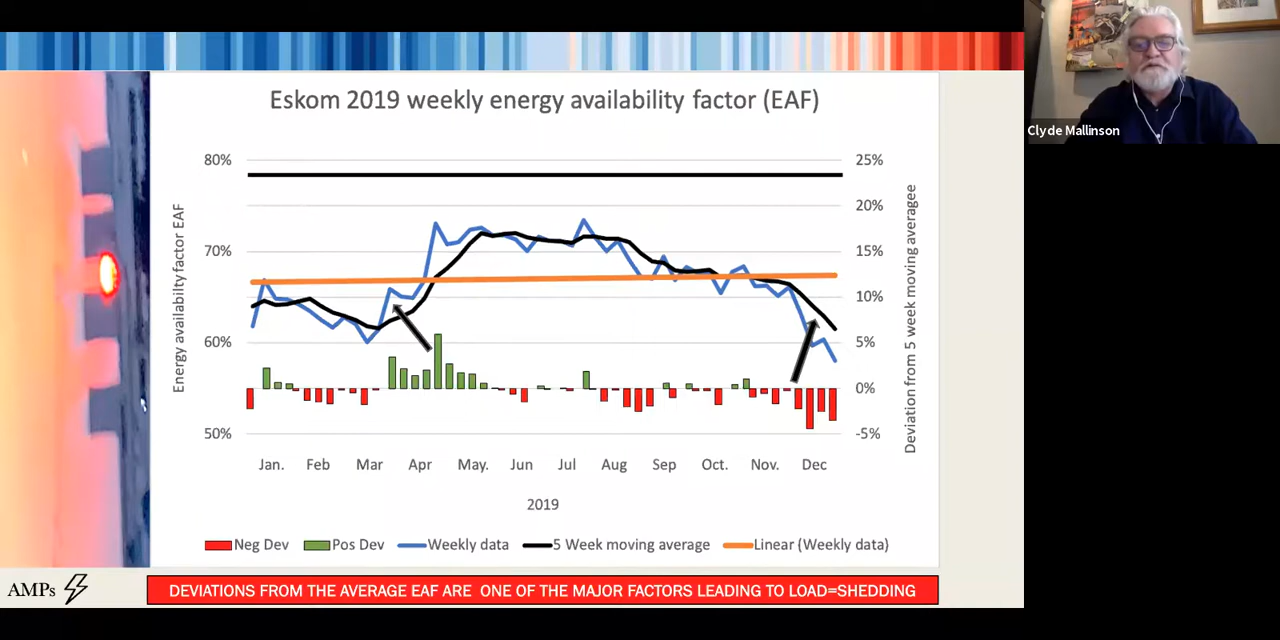 Eskom 2019 weekly energy availability factor (EAF)
80%
70%
60%
50%
Energy availabilty factor EAF
25%
20%
15%
10%
5%
0%
-5%
Deviation from 5 week moving averagee
Jan. Feb Mar Apr May. Jun Jul Aug Sep Oct. Nov. Dec
2019
Neg Dev Pos Dev Weekly data 5 Week moving average Linear (Weekly data)
AMPs
DEVIATIONS FROM THE AVERAGE EAF ARE ONE OF THE MAJOR FACTORS LEADING TO LOAD=SHEDDING
Clyde Mallinson